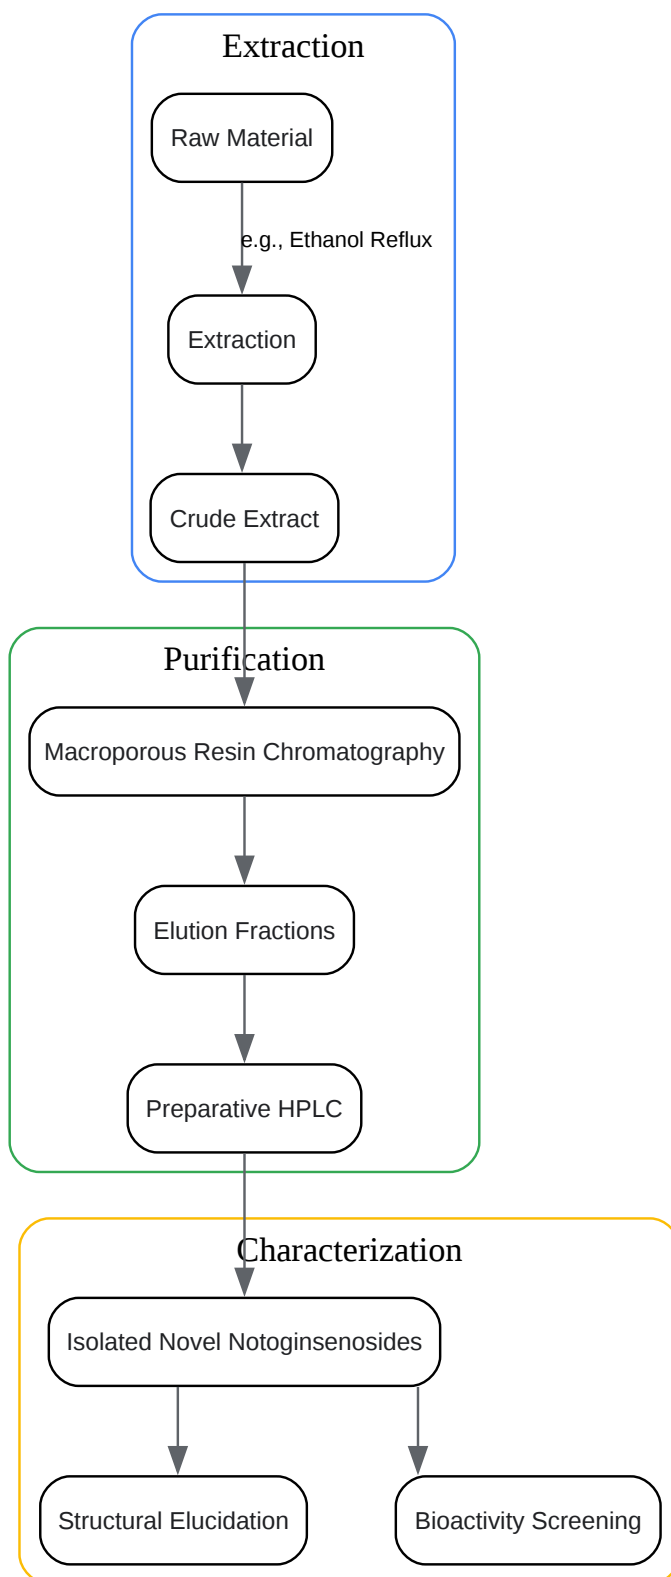 Extraction
Raw Material
e.g., Ethanol Reflux
Extraction
Crude Extract
Purification
Macroporous Resin Chromatography
Elution Fractions
Preparative HPLC
Characterization
Isolated Novel Notoginsenosides
Structural Elucidation
Bioactivity Screening